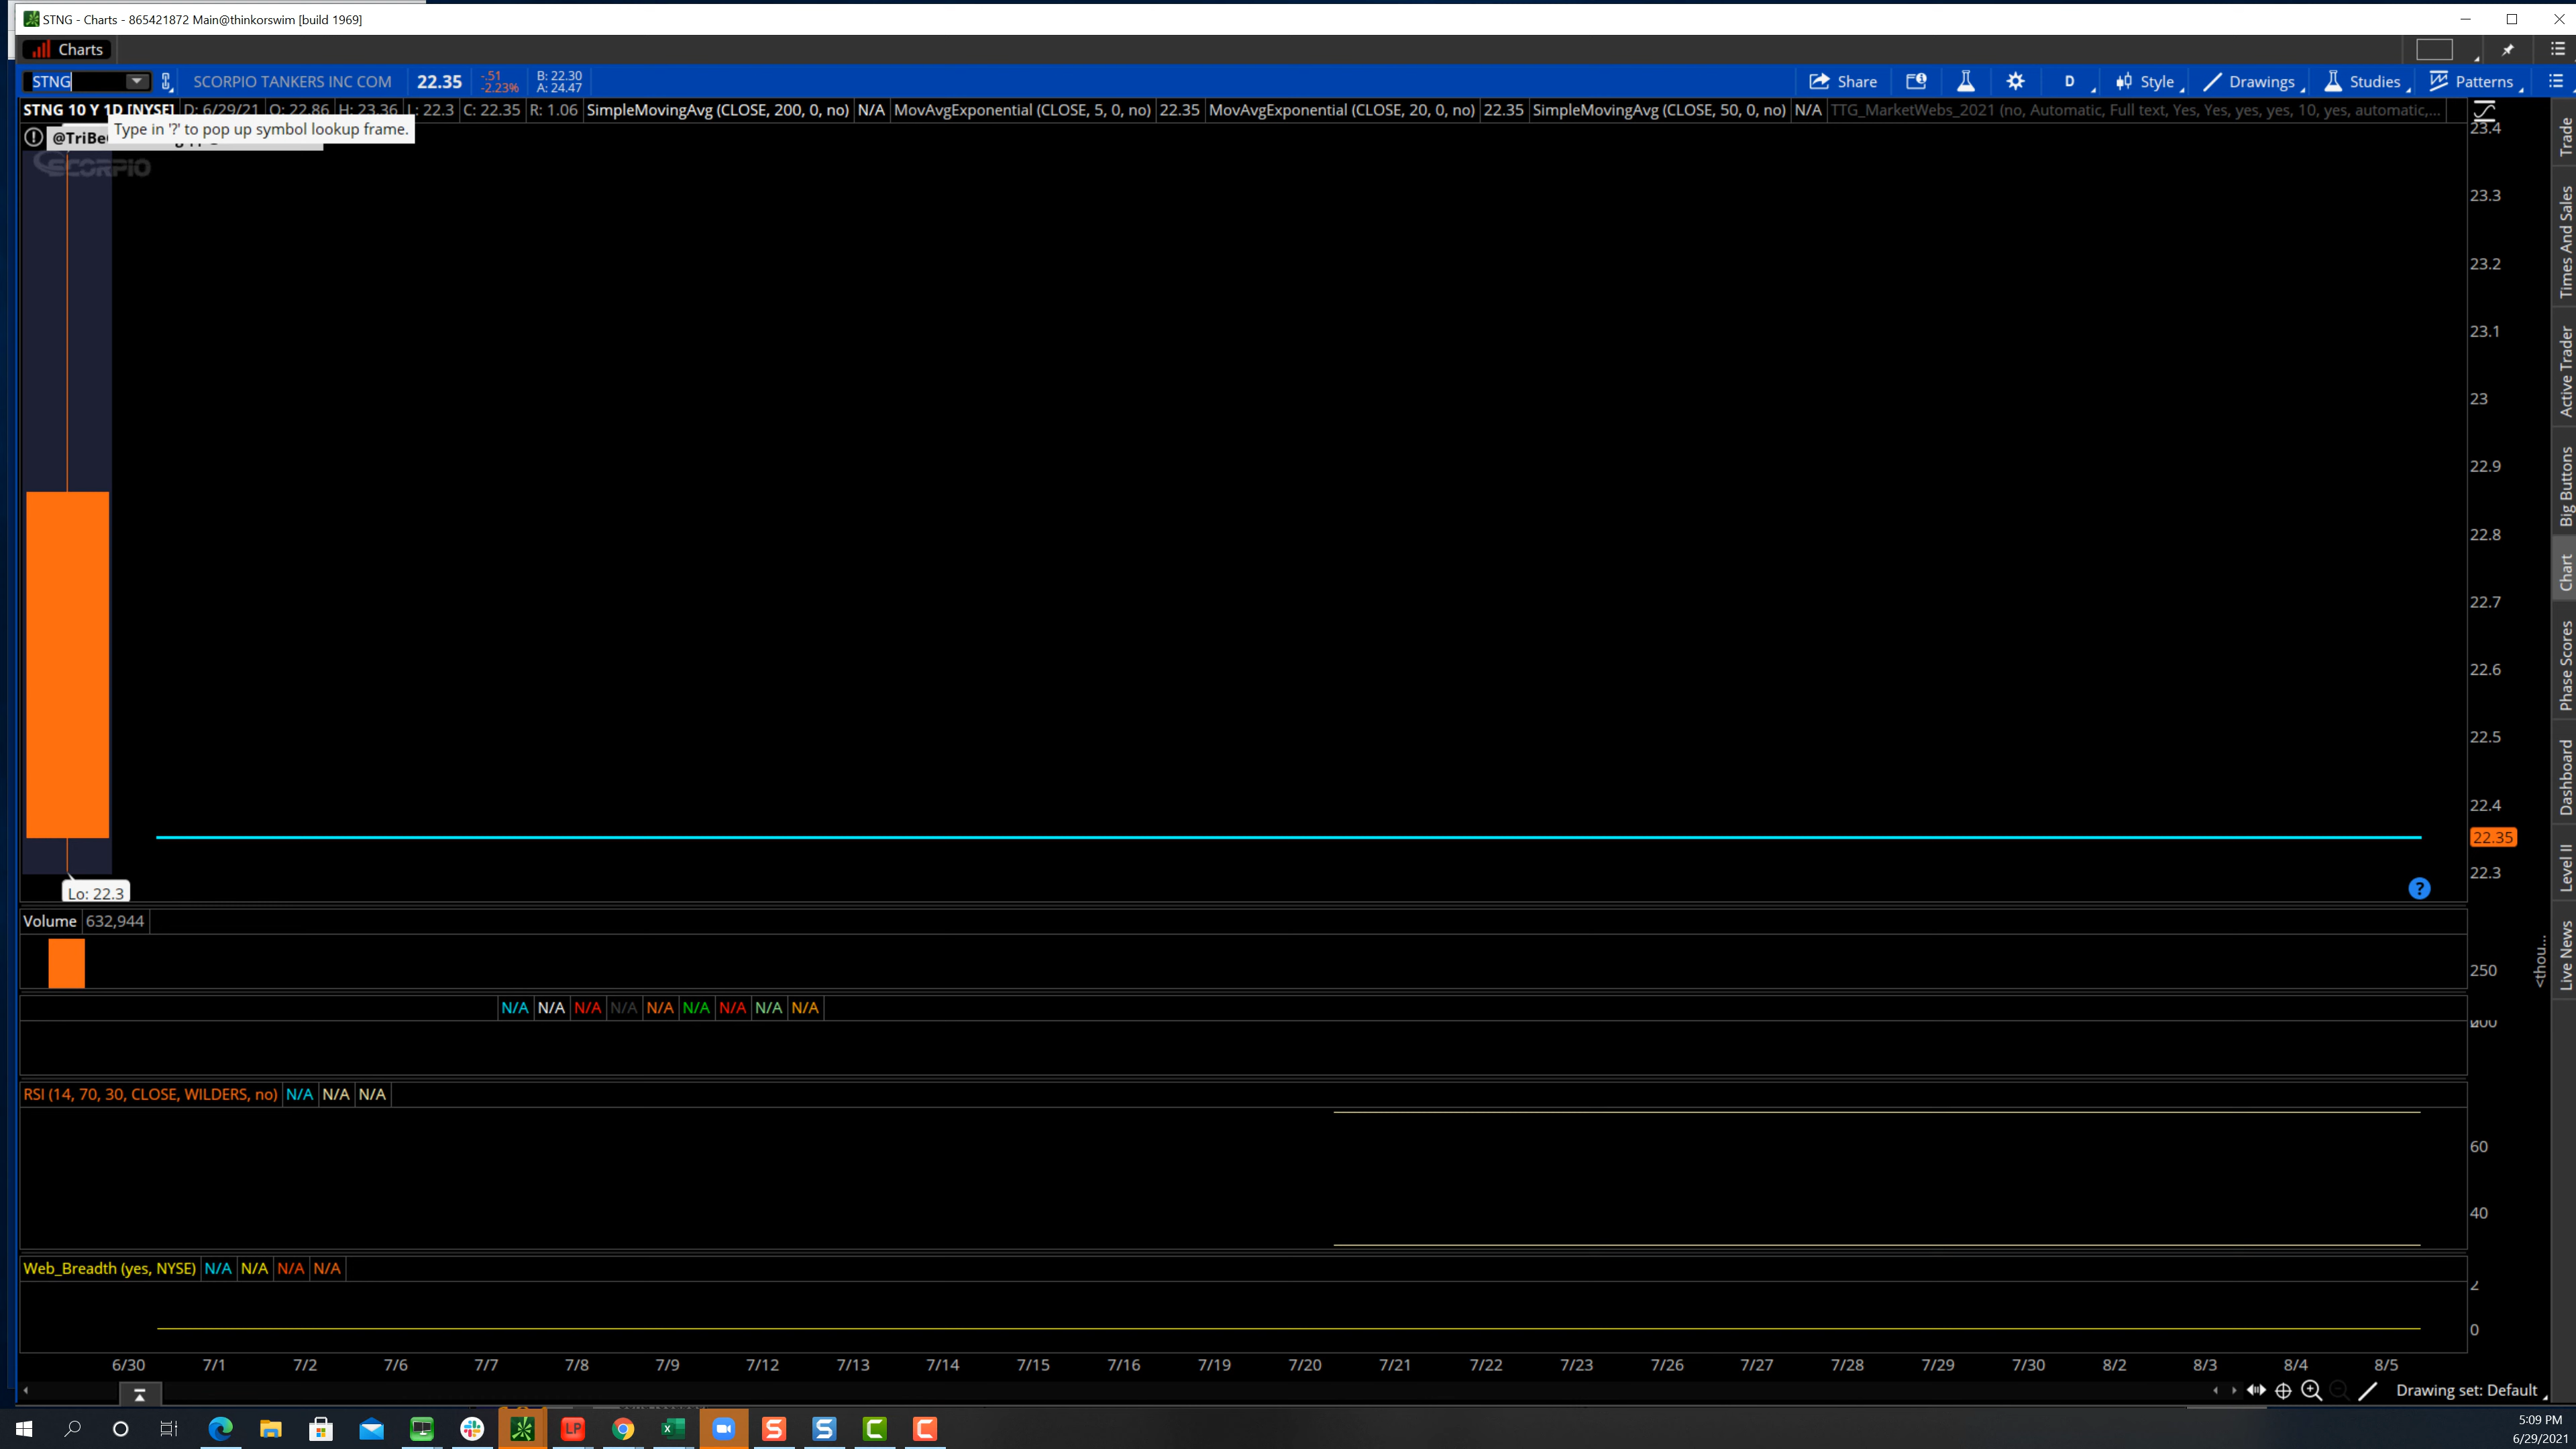 STNG - Charts - 865421872 Main@thinkorswim [build 1969]
Charts
STNG SCORPIO TANKERS INC COM 22.35 -.51 -2.23% B: 22.30 A: 24.47 Share D Style Drawings Studies Patterns
STNG 10 Y 1D [NYSE] D: 6/29/21 O: 22.86 H: 23.36 L: 22.3 C: 22.35 R: 1.06 SimpleMovingAvg (CLOSE, 200, 0, no) N/A MovAvgExponential (CLOSE, 5, 0, no) 22.35 MovAvgExponential (CLOSE, 20, 0, no) 22.35 SimpleMovingAvg (CLOSE, 50, 0, no) N/A TTG_MarketWebs_2021 (no, Automatic, Full text, Yes, Yes, yes, yes, 10, yes, automatic,...
Type in '?' to pop up symbol lookup frame.
@TriBe
SCORPIO
23.4
23.3
23.2
23.1
23
22.9
22.8
22.7
22.6
22.5
22.4
22.35
22.3
Lo: 22.3
?
Volume 632,944
250
<thou...
N/A N/A N/A N/A N/A N/A N/A N/A N/A
RSI (14, 70, 30, CLOSE, WILDERS, no) N/A N/A N/A
60
40
Web_Breadth (yes, NYSE) N/A N/A N/A N/A
2
0
6/30 7/1 7/2 7/6 7/7 7/8 7/9 7/12 7/13 7/14 7/15 7/16 7/19 7/20 7/21 7/22 7/23 7/26 7/27 7/28 7/29 7/30 8/2 8/3 8/4 8/5
Drawing set: Default
Trade
Times And Sales
Active Trader
Big Buttons
Chart
Phase Scores
Dashboard
Level II
Live News
LP
5:09 PM
6/29/2021